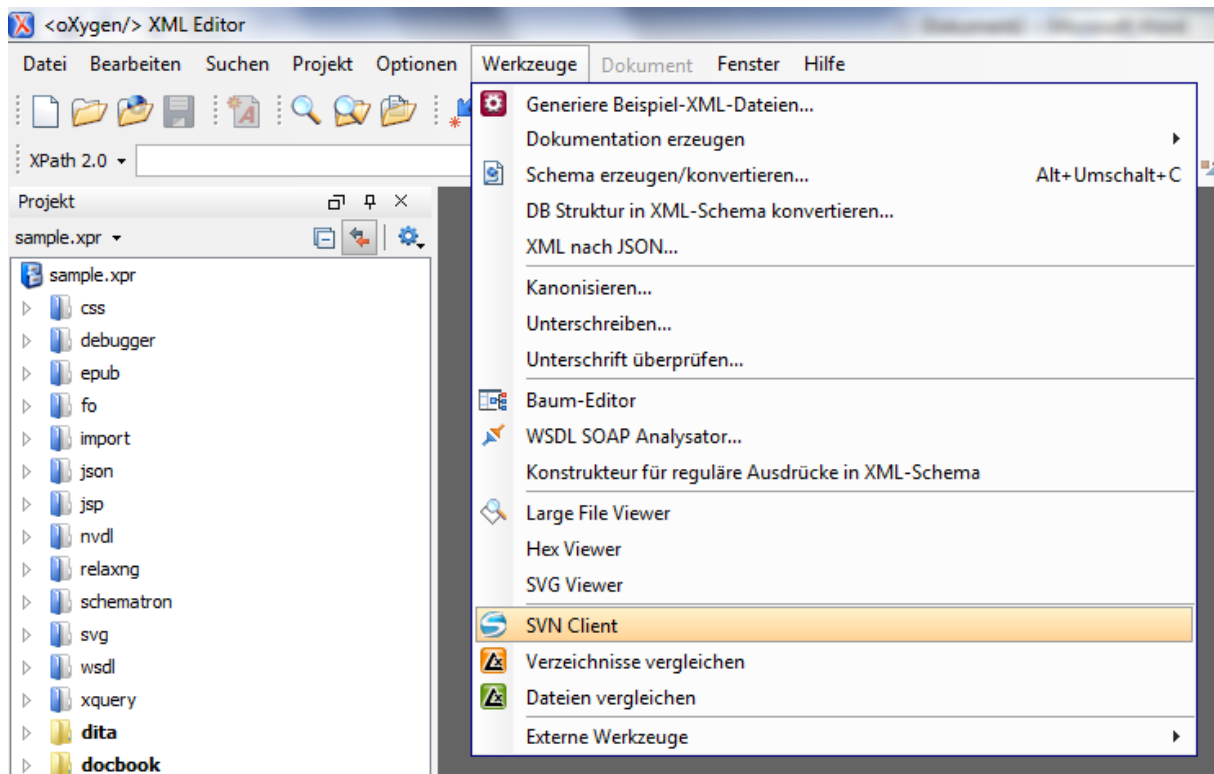 <oXygen/> XML Editor
Datei Bearbeiten Suchen Projekt Optionen Werkzeuge Dokument Fenster Hilfe
XPath 2.0
Projekt
sample.xpr
sample.xpr
css
debugger
epub
fo
import
json
jsp
nvdl
relaxng
schematron
svg
wsdl
xquery
dita
docbook
Generiere Beispiel-XML-Dateien...
Dokumentation erzeugen
Schema erzeugen/konvertieren... Alt+Umschalt+C
DB Struktur in XML-Schema konvertieren...
XML nach JSON...
Kanonisieren...
Unterschreiben...
Unterschrift überprüfen...
Baum-Editor
WSDL SOAP Analysator...
Konstrukteur für reguläre Ausdrücke in XML-Schema
Large File Viewer
Hex Viewer
SVG Viewer
SVN Client
Verzeichnisse vergleichen
Dateien vergleichen
Externe Werkzeuge